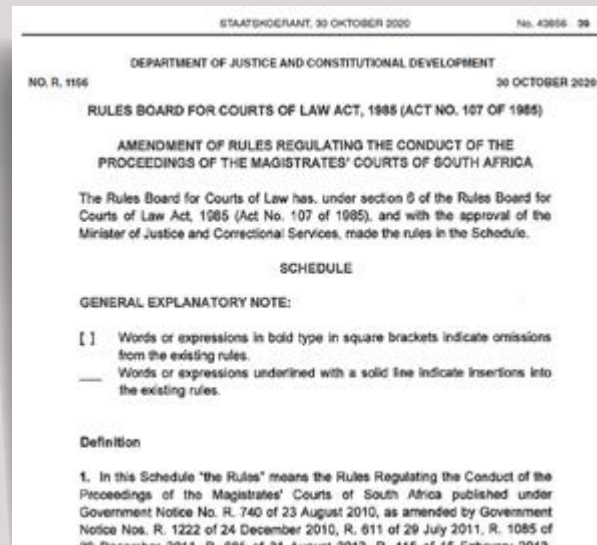 STAATSKOERANT, 30 OKTOBER 2020 No. 43856 39
DEPARTMENT OF JUSTICE AND CONSTITUTIONAL DEVELOPMENT
NO. R. 1156 30 OCTOBER 2020
RULES BOARD FOR COURTS OF LAW ACT, 1985 (ACT NO. 107 OF 1985)
AMENDMENT OF RULES REGULATING THE CONDUCT OF THE
PROCEEDINGS OF THE MAGISTRATES' COURTS OF SOUTH AFRICA
The Rules Board for Courts of Law has, under section 6 of the Rules Board for
Courts of Law Act, 1985 (Act No. 107 of 1985), and with the approval of the
Minister of Justice and Correctional Services, made the rules in the Schedule.
SCHEDULE
GENERAL EXPLANATORY NOTE:
[ ] Words or expressions in bold type in square brackets indicate omissions
from the existing rules.
___ Words or expressions underlined with a solid line indicate insertions into
the existing rules.
Definition
1. In this Schedule "the Rules" means the Rules Regulating the Conduct of the
Proceedings of the Magistrates' Courts of South Africa published under
Government Notice No. R. 740 of 23 August 2010, as amended by Government
Notice Nos. R. 1222 of 24 December 2010, R. 611 of 29 July 2011, R. 1085 of